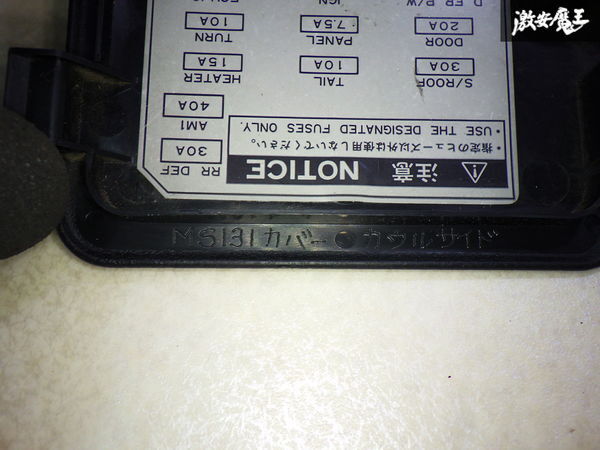 激安魔王
⚠ 注意 NOTICE
・指定のヒューズ以外は使用しないでください。
・USE THE DESIGNATED FUSES ONLY.
RR DEF
30A
AM1
40A
S/ROOF
30A
TAIL
10A
HEATER
15A
DOOR
20A
PANEL
7.5A
TURN
10A
IGN
MS131カバー カウルサイド